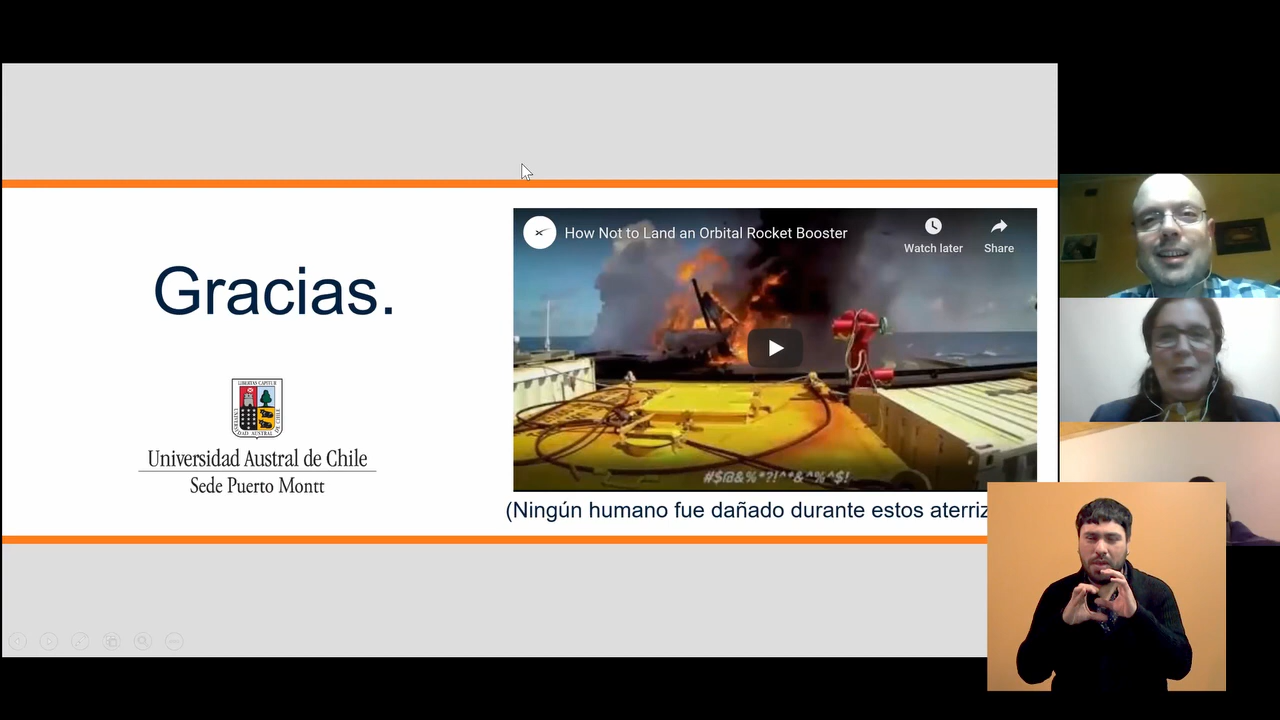 Gracias.
How Not to Land an Orbital Rocket Booster
Watch later
Share
#$@&%*?!^*&^%^$!
LIBERTAS CAPITUR
Universidad Austral de Chile
Sede Puerto Montt
(Ningún humano fue dañado durante estos aterriz